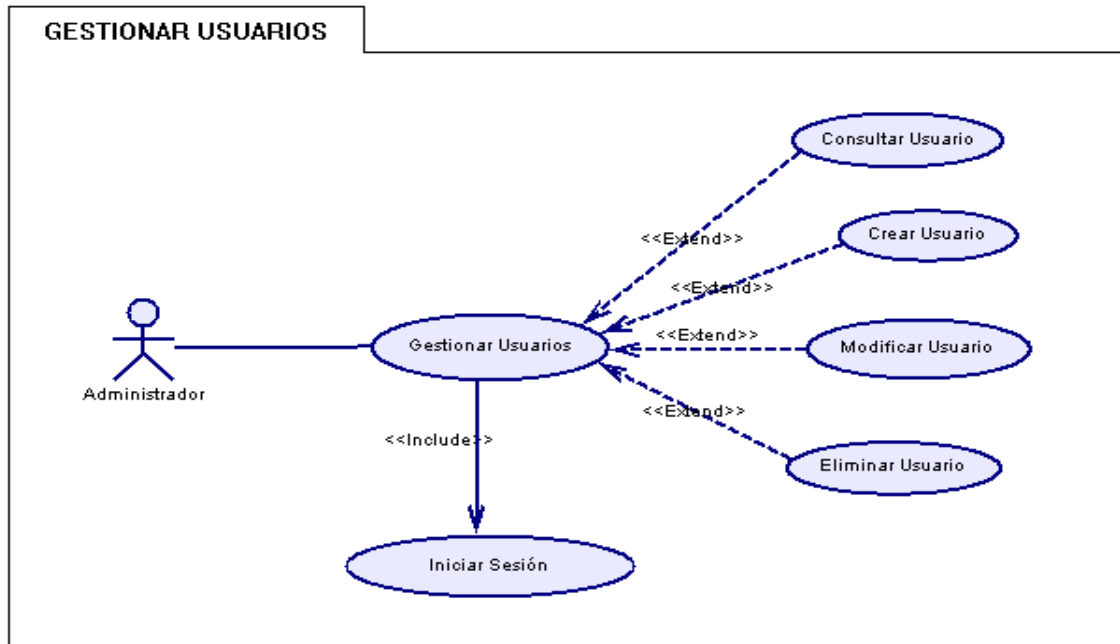 GESTIONAR USUARIOS
Consultar Usuario
<<Extend>>
Crear Usuario
<<Extend>>
<<Extend>>
Gestionar Usuarios
Modificar Usuario
Administrador
<<Extend>>
<<Include>>
Eliminar Usuario
Iniciar Sesión